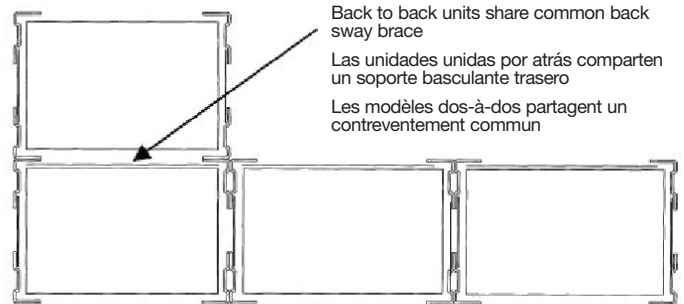 Back to back units share common back
sway brace
Las unidades unidas por atrás comparten
un soporte basculante trasero
Les modèles dos-à-dos partagent un
contreventement commun